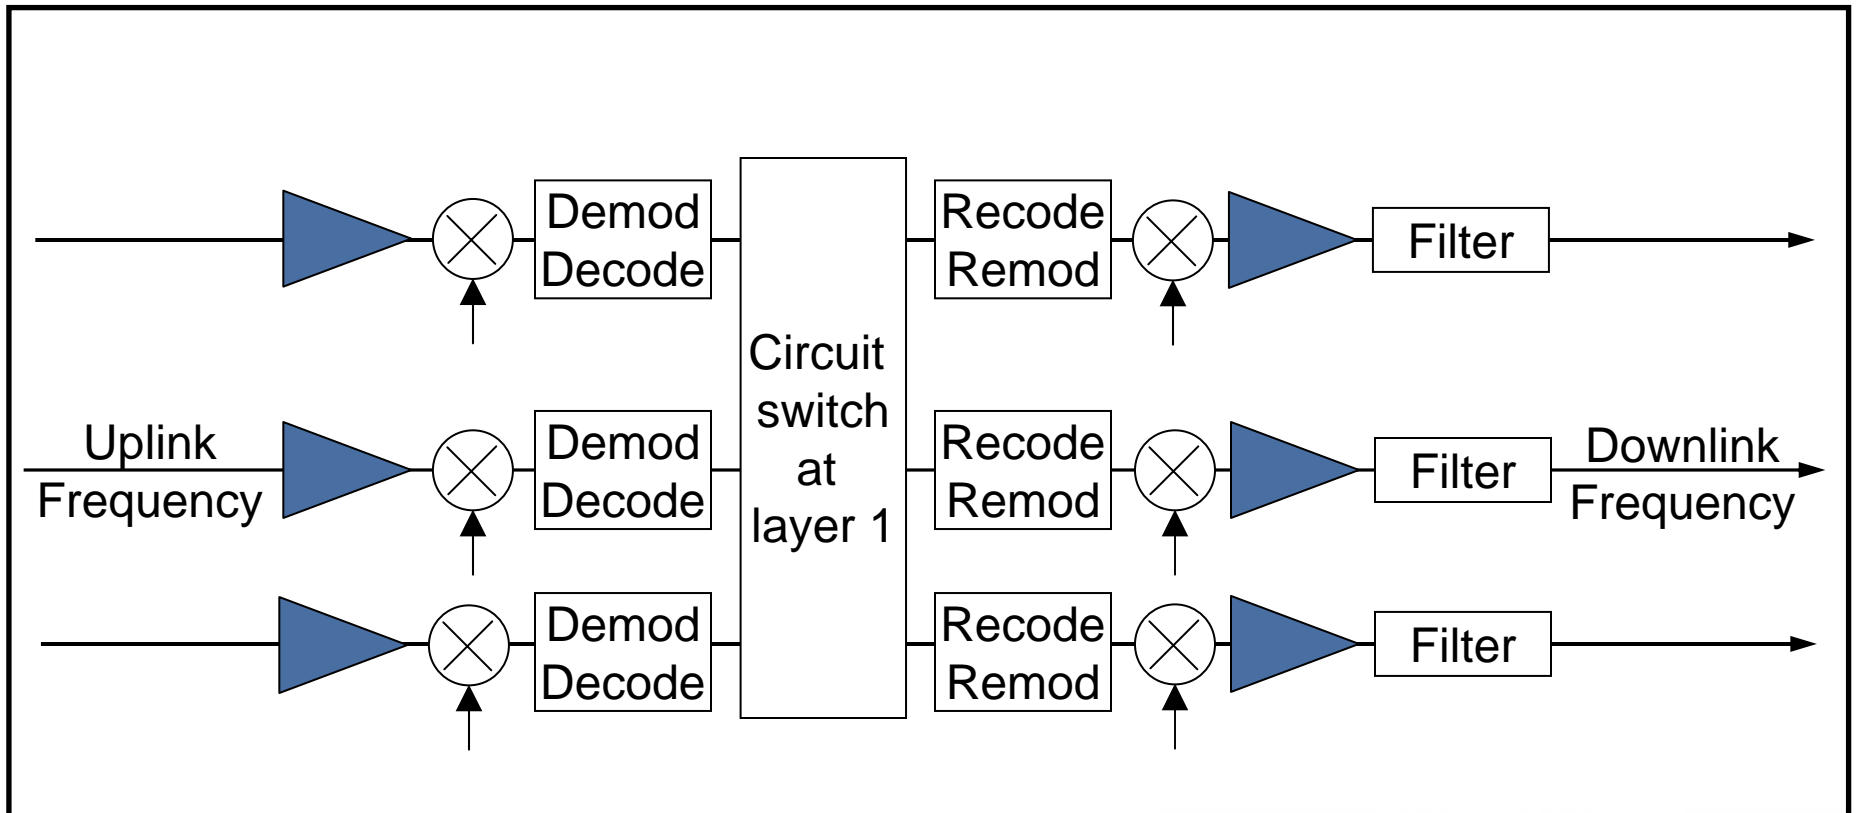 Demod
Decode
Recode
Remod
Filter
Uplink
Frequency
Demod
Decode
Circuit
switch
at
layer 1
Recode
Remod
Filter
Downlink
Frequency
Demod
Decode
Recode
Remod
Filter